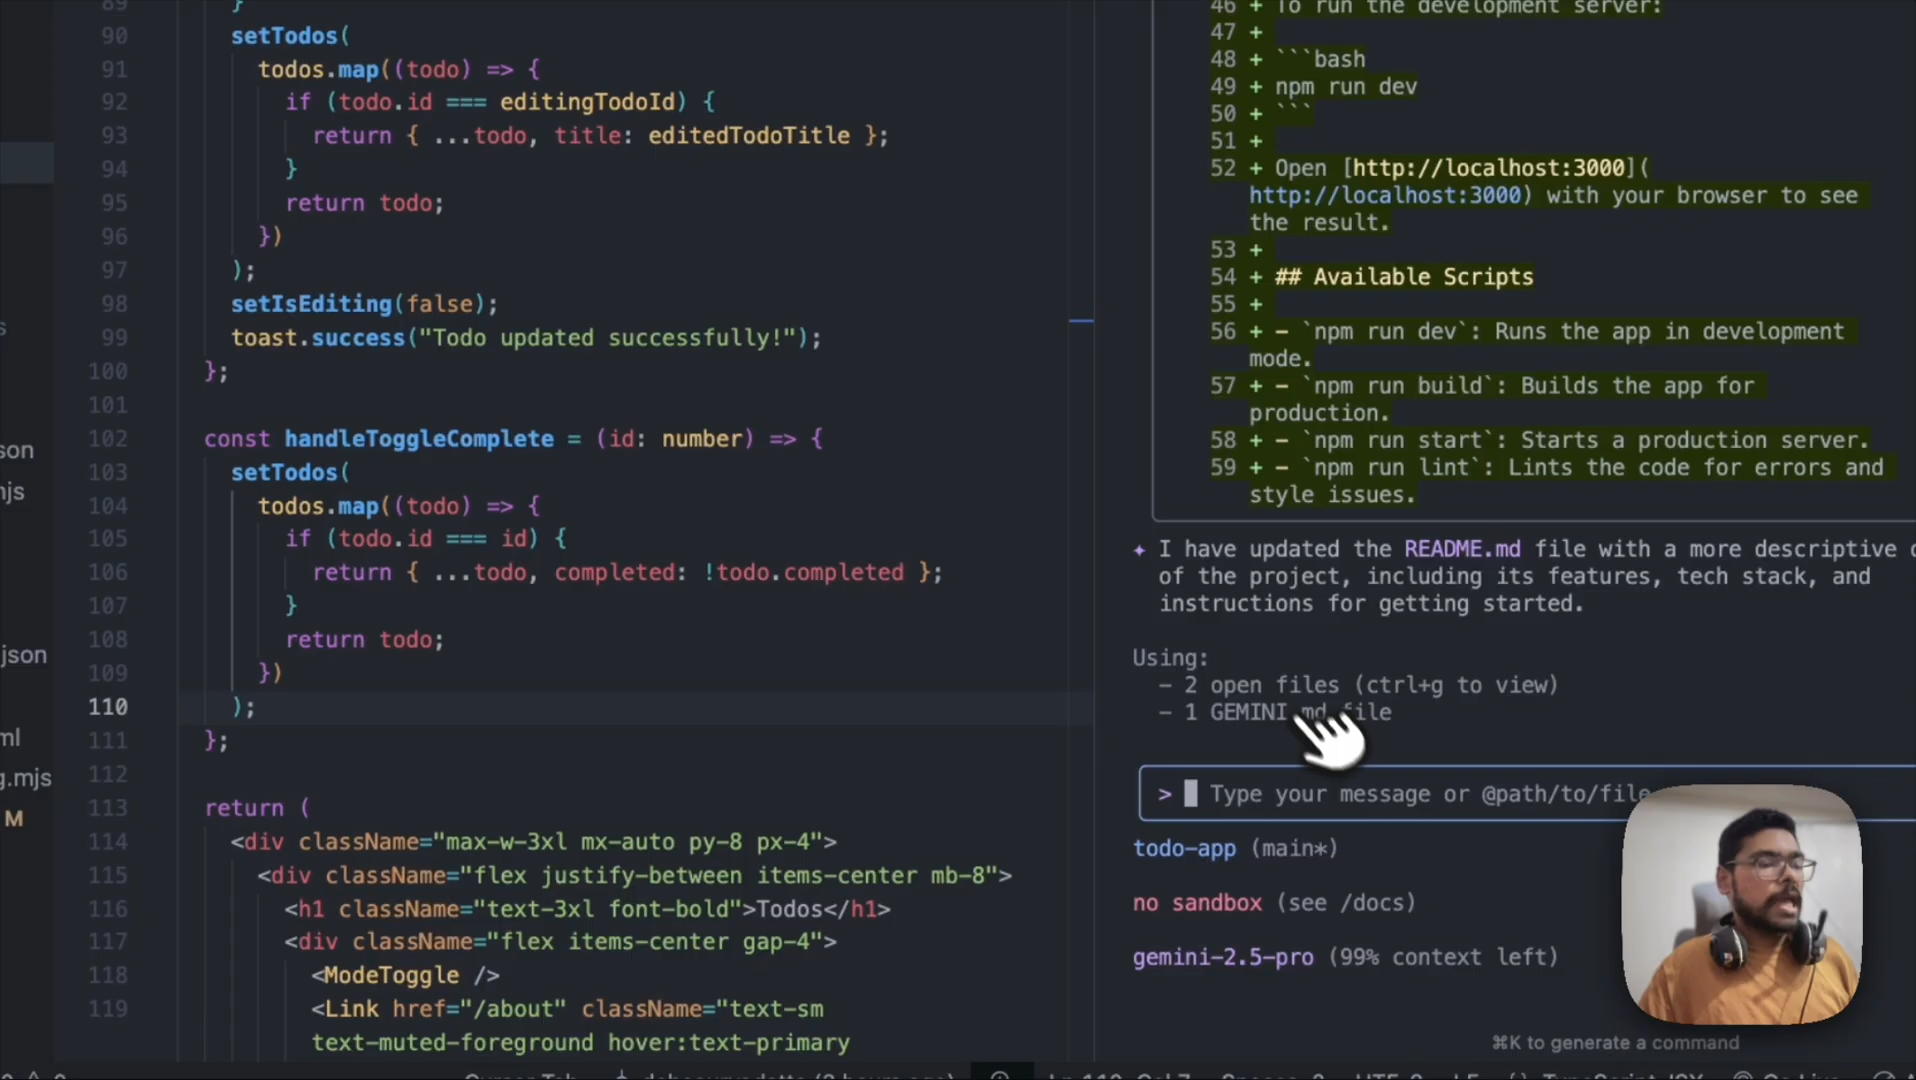 89 }
90 setTodos(
91 todos.map((todo) => {
92 if (todo.id === editingTodoId) {
93 return { ...todo, title: editedTodoTitle };
94 }
95 return todo;
96 })
97 );
98 setIsEditing(false);
99 toast.success("Todo updated successfully!");
100 };
101
102 const handleToggleComplete = (id: number) => {
103 setTodos(
104 todos.map((todo) => {
105 if (todo.id === id) {
106 return { ...todo, completed: !todo.completed };
107 }
108 return todo;
109 })
110 );
111 };
112
113 return (
114 <div className="max-w-3xl mx-auto py-8 px-4">
115 <div className="flex justify-between items-center mb-8">
116 <h1 className="text-3xl font-bold">Todos</h1>
117 <div className="flex items-center gap-4">
118 <ModeToggle />
119 <Link href="/about" className="text-sm
text-muted-foreground hover:text-primary
s
son
njs
json
ml
g.mjs
M
46 + To run the development server:
47 +
48 + ```bash
49 + npm run dev
50 + ```
51 +
52 + Open [http://localhost:3000](
http://localhost:3000) with your browser to see
the result.
53 +
54 + ## Available Scripts
55 +
56 + - `npm run dev`: Runs the app in development
mode.
57 + - `npm run build`: Builds the app for
production.
58 + - `npm run start`: Starts a production server.
59 + - `npm run lint`: Lints the code for errors and
style issues.
✦ I have updated the README.md file with a more descriptive
of the project, including its features, tech stack, and
instructions for getting started.
Using:
- 2 open files (ctrl+g to view)
- 1 GEMINI.md file
> Type your message or @path/to/file
todo-app (main*)
no sandbox (see /docs)
gemini-2.5-pro (99% context left)
⌘K to generate a command